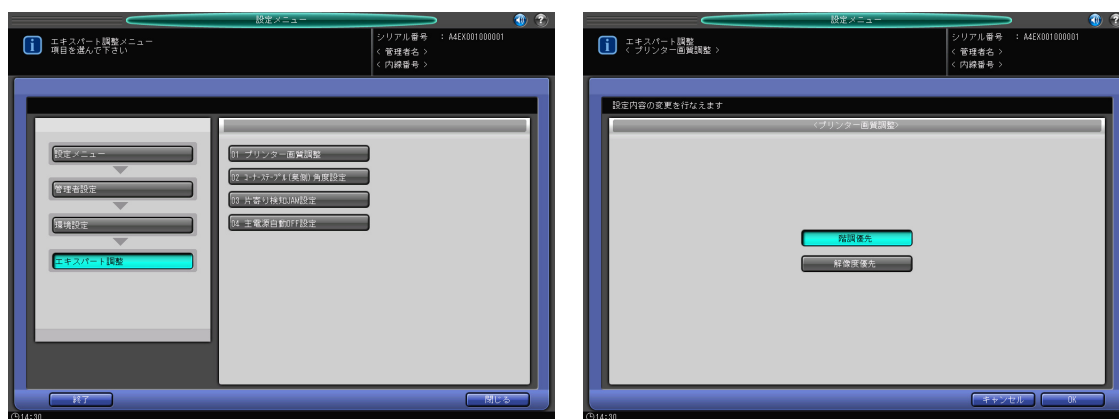 設定メニュー
エキスパート調整メニュー
項目を選んで下さい
シリアル番号 : A4EX001000001
< 管理者名 >
< 内線番号 >
設定メニュー
管理者設定
環境設定
エキスパート調整
01 プリンター画質調整
02 コーナーステープル(裏側)角度設定
03 片寄り検知JAM設定
04 主電源自動OFF設定
終了
閉じる
14:30
設定メニュー
エキスパート調整
< プリンター画質調整 >
シリアル番号 : A4EX001000001
< 管理者名 >
< 内線番号 >
設定内容の変更を行なえます
<プリンター画質調整>
階調優先
解像度優先
キャンセル
OK
14:30